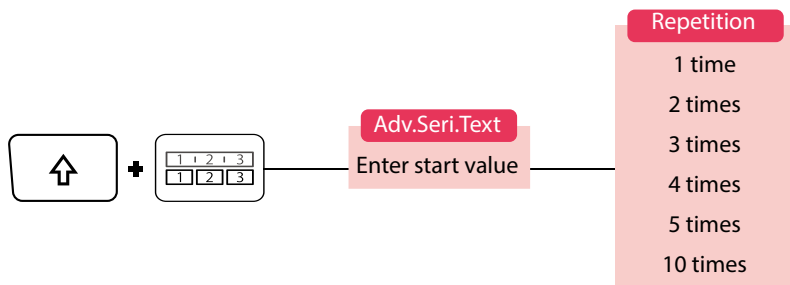 Repetition
1 time
2 times
Adv.Seri.Text
3 times
1 2 3
1 2 3
Enter start value
4 times
5 times
10 times